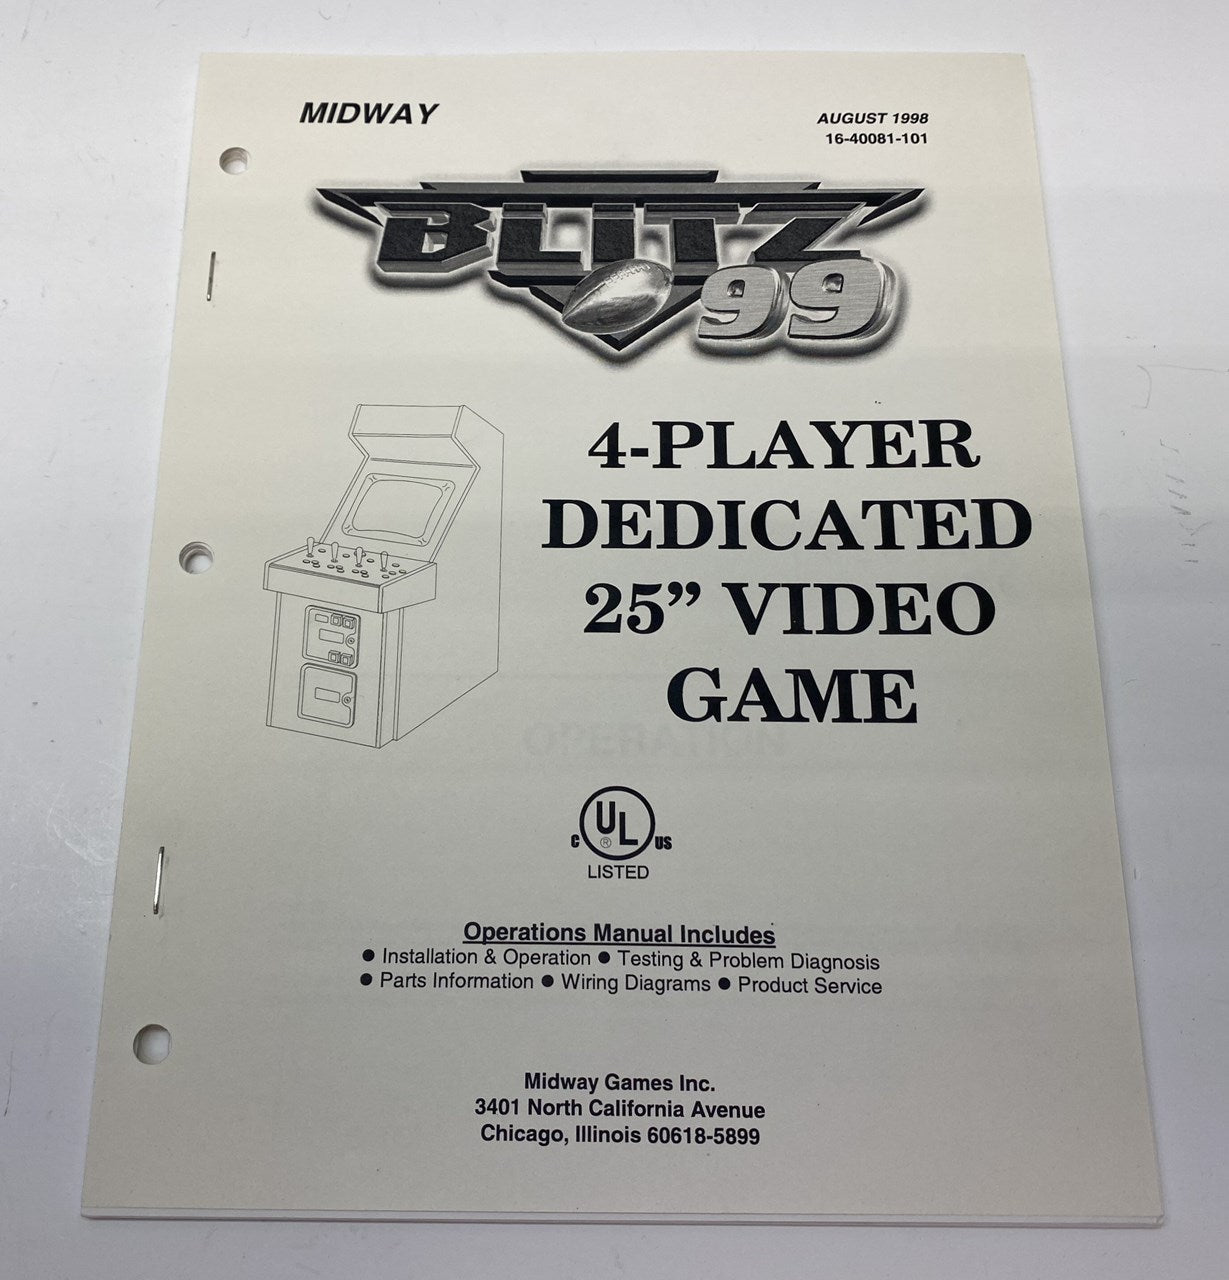 MIDWAY
AUGUST 1998
16-40081-101
BLITZ
99
4-PLAYER
DEDICATED
25” VIDEO
GAME
C UL ® US
LISTED
Operations Manual Includes
● Installation & Operation ● Testing & Problem Diagnosis
● Parts Information ● Wiring Diagrams ● Product Service
Midway Games Inc.
3401 North California Avenue
Chicago, Illinois 60618-5899
OPERATION